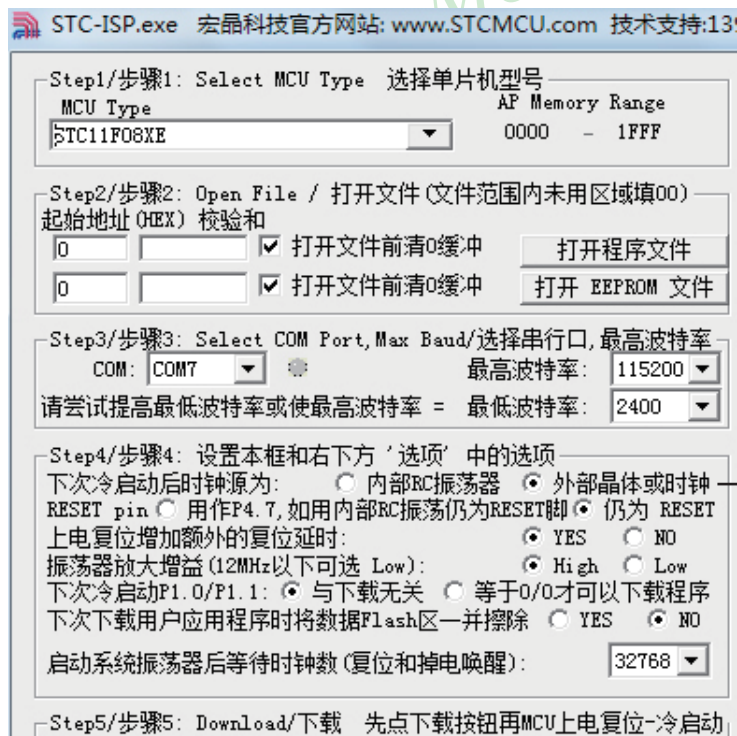 STC-ISP.exe 宏晶科技官方网站: www.STCMCU.com 技术支持:139
Step1/步骤1: Select MCU Type 选择单片机型号
MCU Type AP Memory Range
STC11F08XE 0000 - 1FFF
Step2/步骤2: Open File / 打开文件(文件范围内未用区域填00)
起始地址(HEX) 校验和
0 打开文件前清0缓冲 打开程序文件
0 打开文件前清0缓冲 打开 EEPROM 文件
Step3/步骤3: Select COM Port,Max Baud/选择串行口,最高波特率
COM: COM7 最高波特率: 115200
请尝试提高最低波特率或使最高波特率 = 最低波特率: 2400
Step4/步骤4: 设置本框和右下方 '选项' 中的选项
下次冷启动后时钟源为: 内部RC振荡器 外部晶体或时钟
RESET pin 用作P4.7,如用内部RC振荡仍为RESET脚 仍为 RESET
上电复位增加额外的复位延时: YES NO
振荡器放大增益(12MHz以下可选 Low): High Low
下次冷启动P1.0/P1.1: 与下载无关 等于0/0才可以下载程序
下次下载用户应用程序时将数据Flash区一并擦除 YES NO
启动系统振荡器后等待时钟数(复位和掉电唤醒): 32768
Step5/步骤5: Download/下载 先点下载按钮再MCU上电复位-冷启动